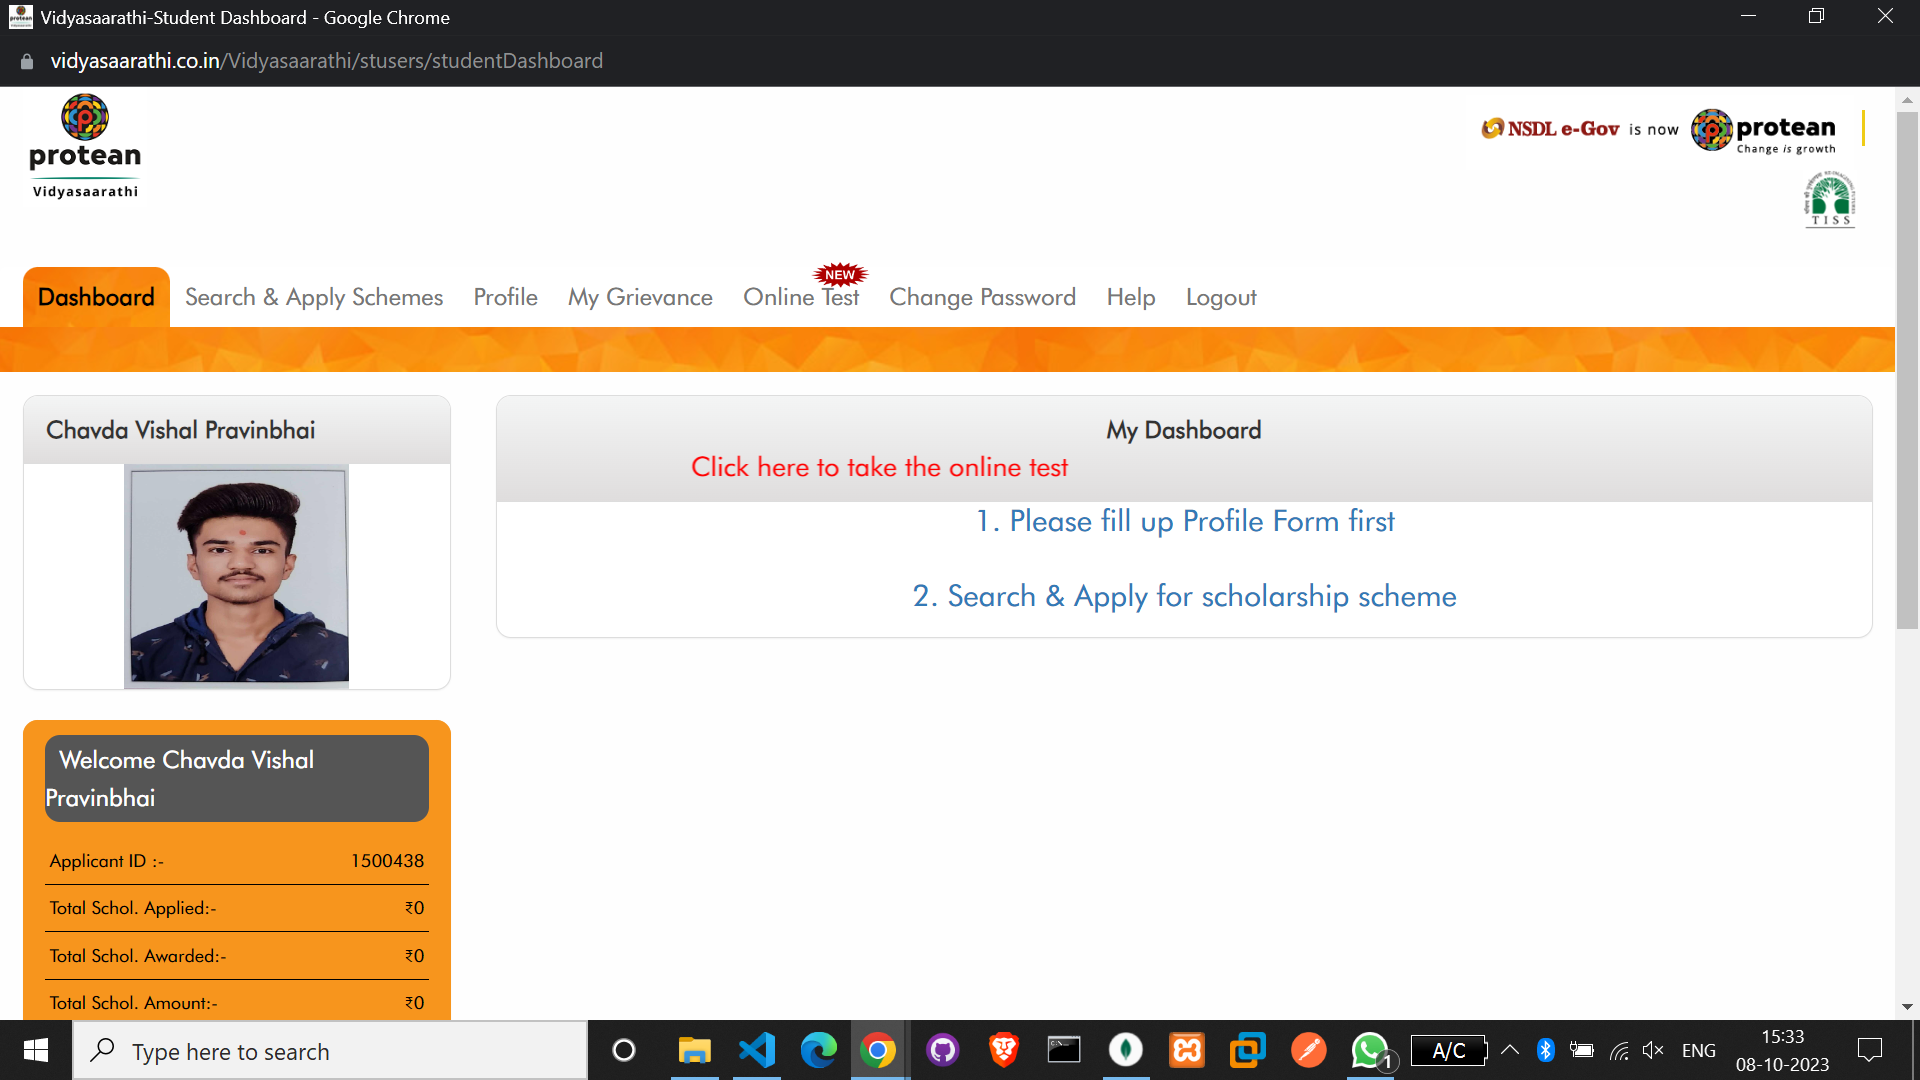 Vidyasaarathi-Student Dashboard - Google Chrome
vidyasaarathi.co.in/Vidyasaarathi/stusers/studentDashboard
protean
Vidyasaarathi
NSDL e-Gov is now protean
Change is growth
TISS
NEW
Dashboard Search & Apply Schemes Profile My Grievance Online Test Change Password Help Logout
Chavda Vishal Pravinbhai
My Dashboard
Click here to take the online test
1. Please fill up Profile Form first
2. Search & Apply for scholarship scheme
Welcome Chavda Vishal
Pravinbhai
Applicant ID :- 1500438
Total Schol. Applied:- ₹0
Total Schol. Awarded:- ₹0
Total Schol. Amount:- ₹0
Type here to search
1
A/C
ENG
15:33
08-10-2023